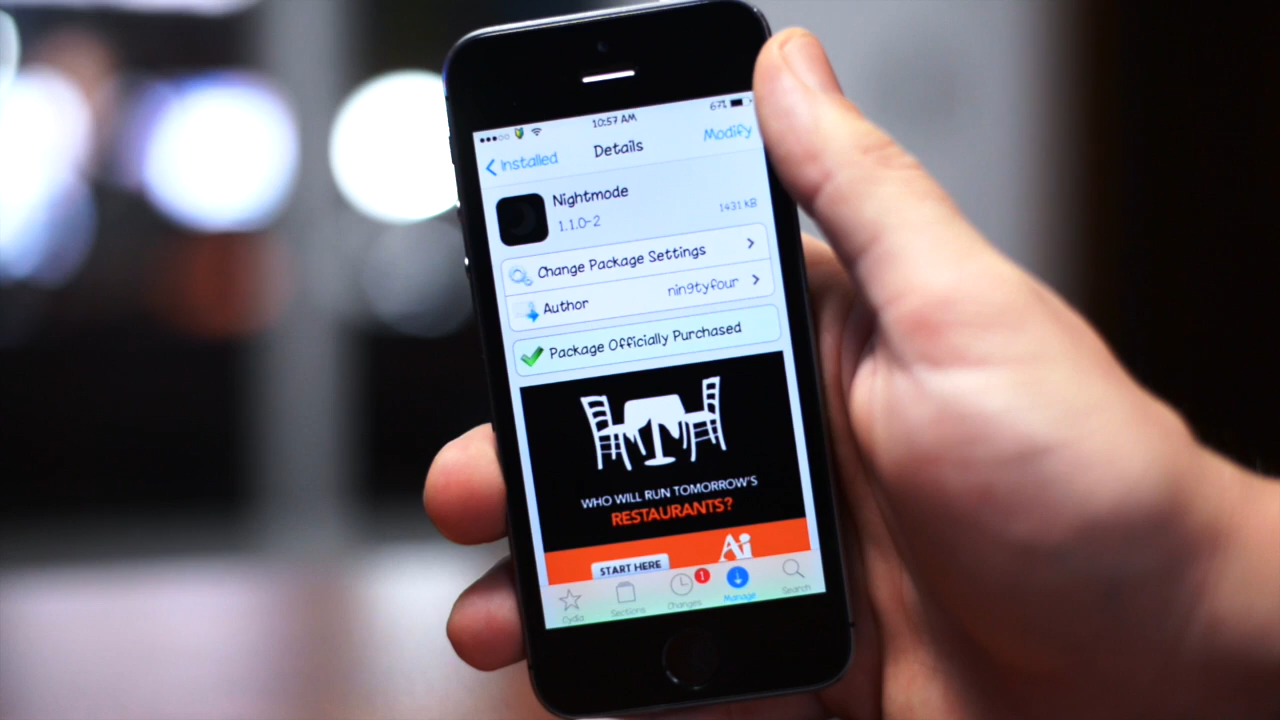 10:57 AM
67%
Installed
Details
Modify
Nightmode
1.1.0-2
1431 kB
Change Package Settings
Author
nin9tyfour
Package Officially Purchased
WHO WILL RUN TOMORROW'S
RESTAURANTS?
START HERE
Ai
Cydia
Sections
Changes
1
Manage
Search